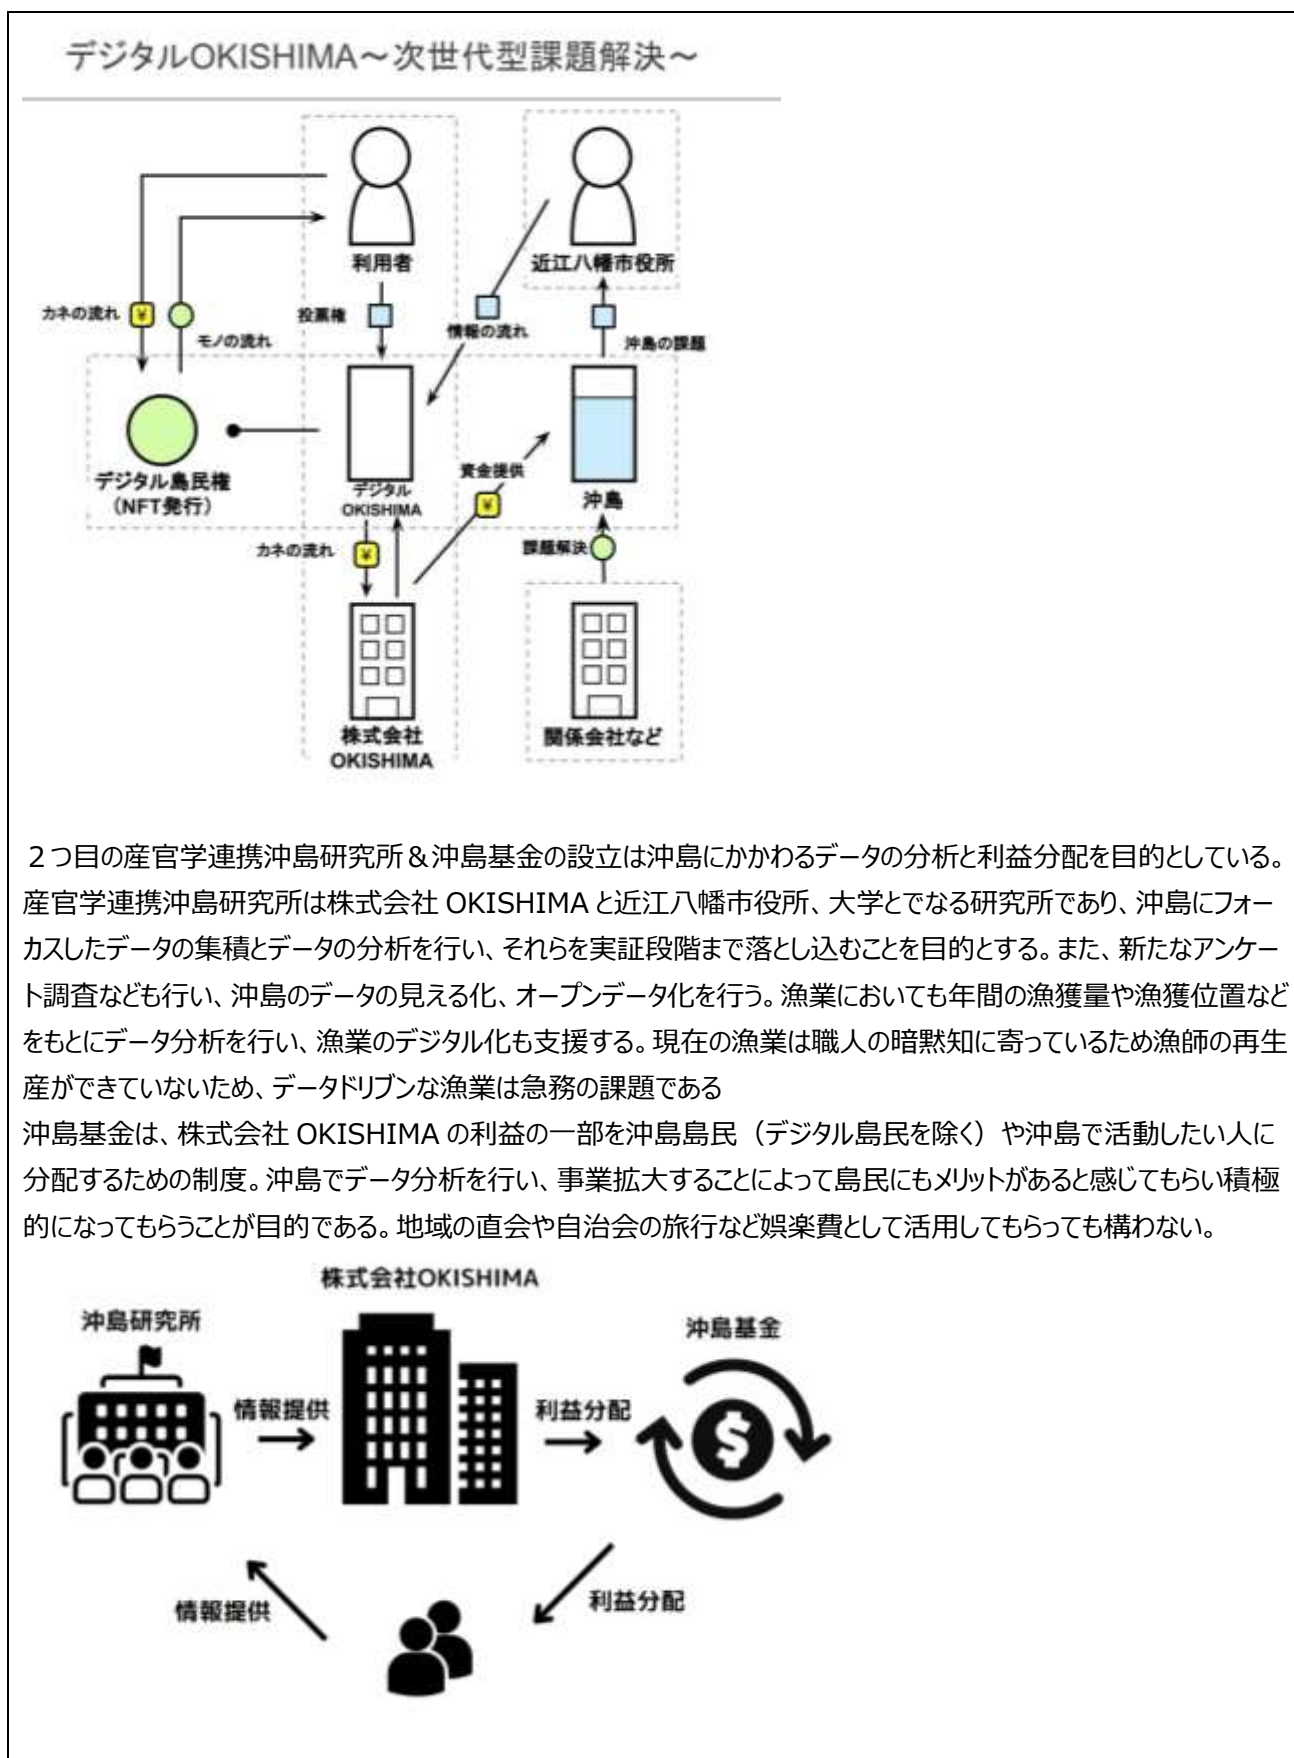 デジタルOKISHIMA～次世代型課題解決～
利用者
近江八幡市役所
カネの流れ
¥
モノの流れ
投票権
情報の流れ
沖島の課題
デジタル島民権
（NFT発行）
デジタル
OKISHIMA
資金提供
¥
沖島
カネの流れ
¥
課題解決
株式会社
OKISHIMA
関係会社など
２つ目の産官学連携沖島研究所＆沖島基金の設立は沖島にかかわるデータの分析と利益分配を目的としている。
産官学連携沖島研究所は株式会社 OKISHIMA と近江八幡市役所、大学とでなる研究所であり、沖島にフォー
カスしたデータの集積とデータの分析を行い、それらを実証段階まで落とし込むことを目的とする。また、新たなアンケー
ト調査なども行い、沖島のデータの見える化、オープンデータ化を行う。漁業においても年間の漁獲量や漁獲位置など
をもとにデータ分析を行い、漁業のデジタル化も支援する。現在の漁業は職人の暗黙知に寄っているため漁師の再生
産ができていないため、データドリブンな漁業は急務の課題である
沖島基金は、株式会社 OKISHIMA の利益の一部を沖島島民（デジタル島民を除く）や沖島で活動したい人に
分配するための制度。沖島でデータ分析を行い、事業拡大することによって島民にもメリットがあると感じてもらい積極
的になってもらうことが目的である。地域の直会や自治会の旅行など娯楽費として活用してもらっても構わない。
株式会社OKISHIMA
沖島研究所
沖島基金
情報提供
利益分配
$
情報提供
利益分配